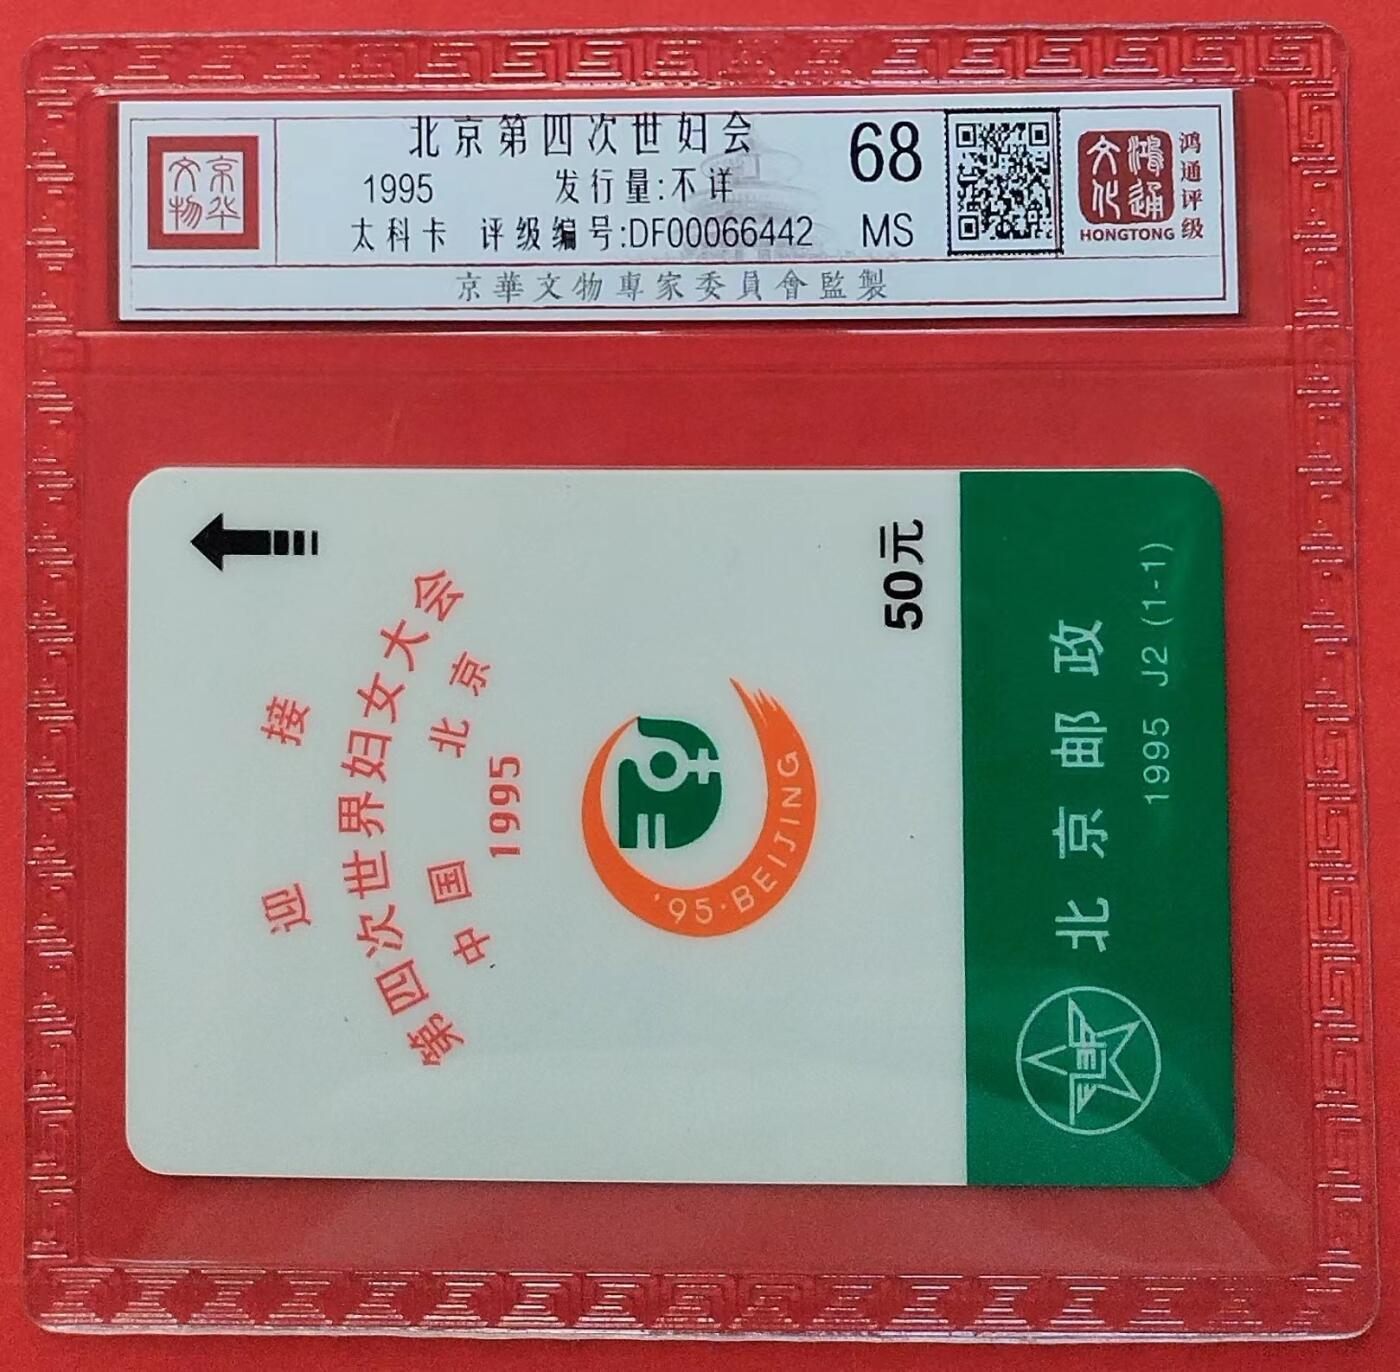 北京第四次世妇会
1995 发行量:不详
太科卡 评级编号:DF00066442
68
MS
京华文物
鸿通文化
HONGTONG
鸿通评级
京華文物專家委員會監製
迎接
第四次世界妇女大会
中国北京
1995
'95·BEIJING
50元
北京邮政
1995 J2 (1-1)